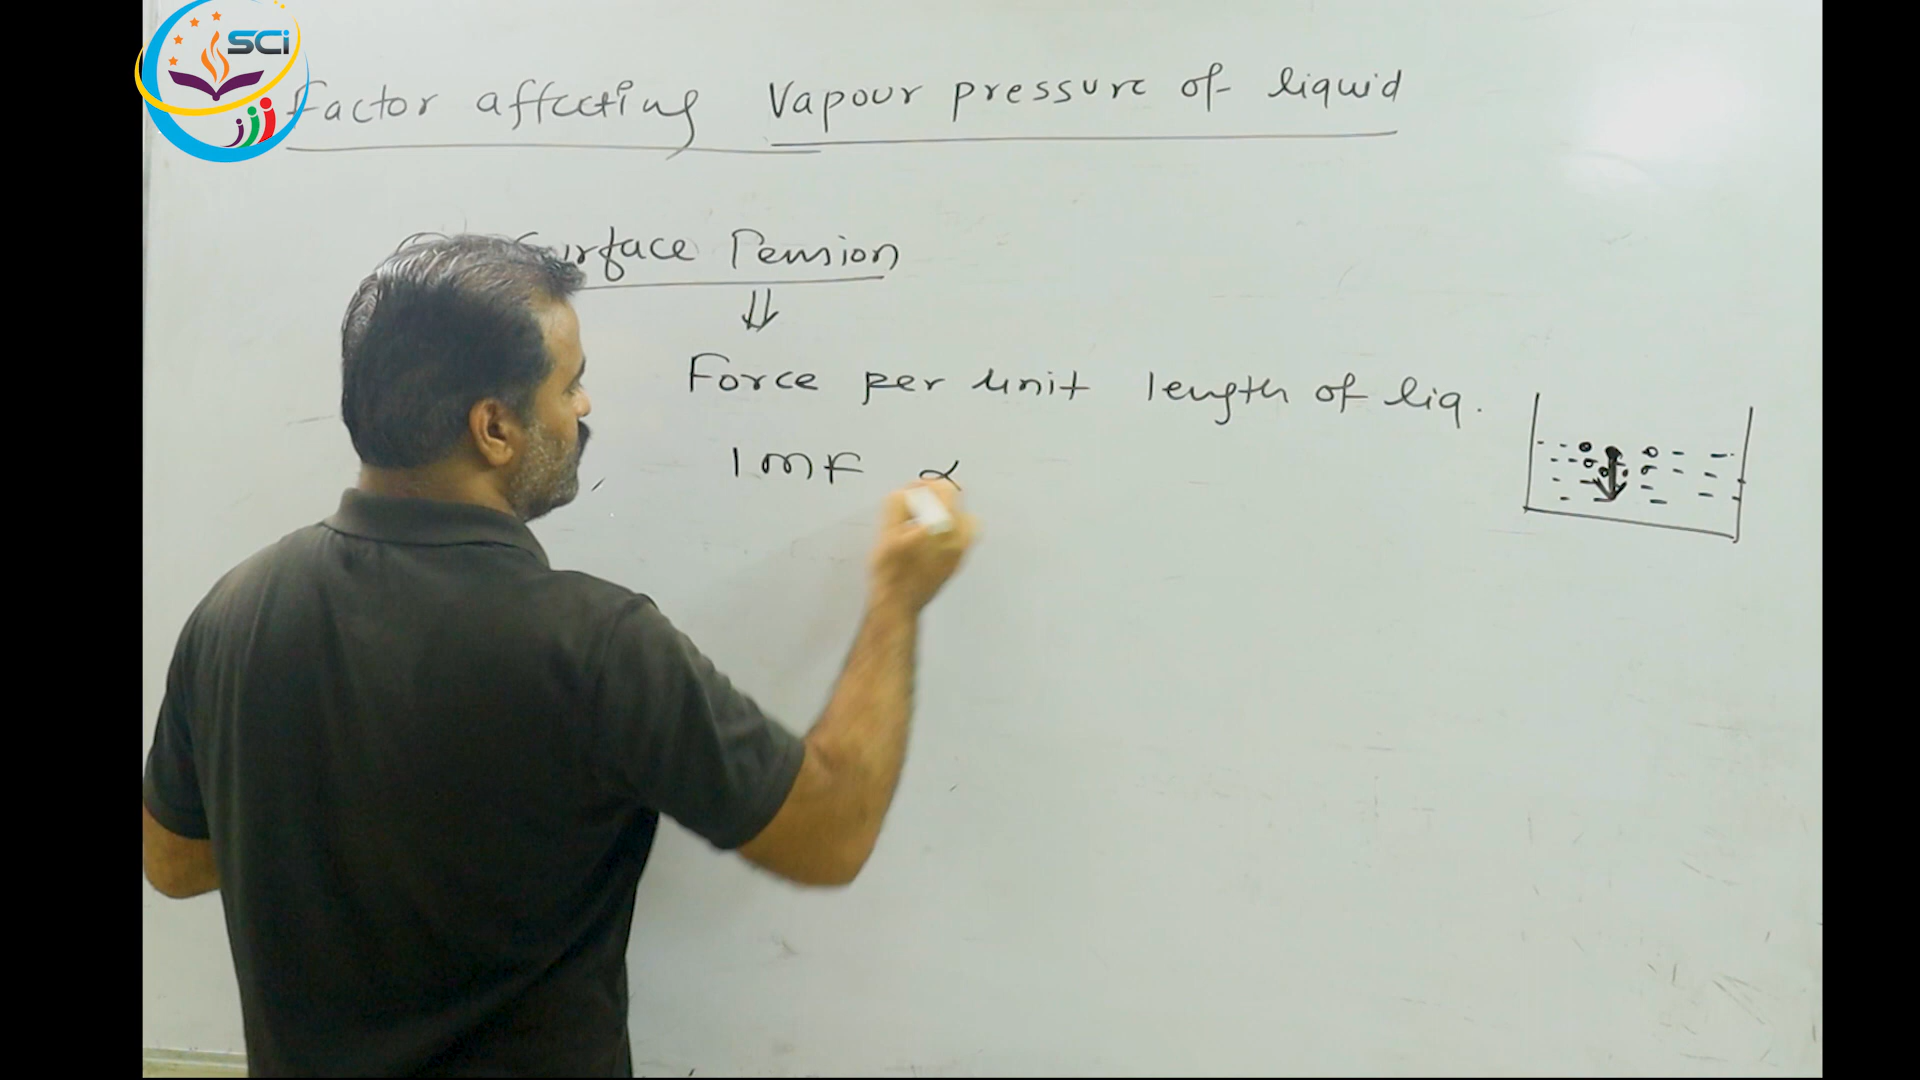 SCi
Factor affecting Vapour pressure of liquid
Surface Tension
⇓
Force per unit length of liq.
IMF ∝